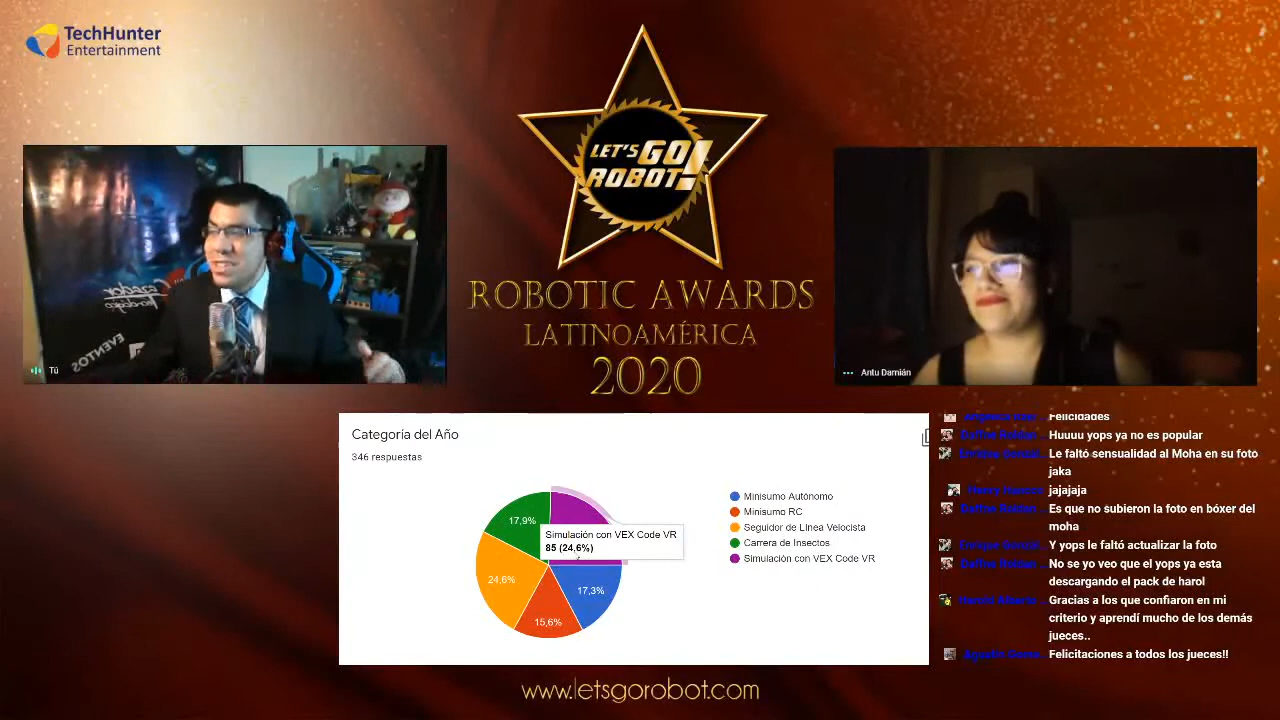 TechHunter
Entertainment
LET'S GO
ROBOT!
ROBOTIC AWARDS
LATINOAMÉRICA
2020
EVENTOS
Tú
Antu Damián
Categoría del Año
346 respuestas
17,9%
24,6%
15,6%
17,3%
Simulación con VEX Code VR
85 (24,6%)
Minisumo Autónomo
Minisumo RC
Seguidor de Línea Velocista
Carrera de Insectos
Simulación con VEX Code VR
Felicidades
Huuuu yops ya no es popular
Le faltó sensualidad al Moha en su foto
jaka
jajajaja
Es que no subieron la foto en bóxer del
moha
Y yops le faltó actualizar la foto
No se yo veo que el yops ya esta
descargando el pack de harol
Gracias a los que confiaron en mi
criterio y aprendí mucho de los demás
jueces..
Felicitaciones a todos los jueces!!
www.letsgorobot.com